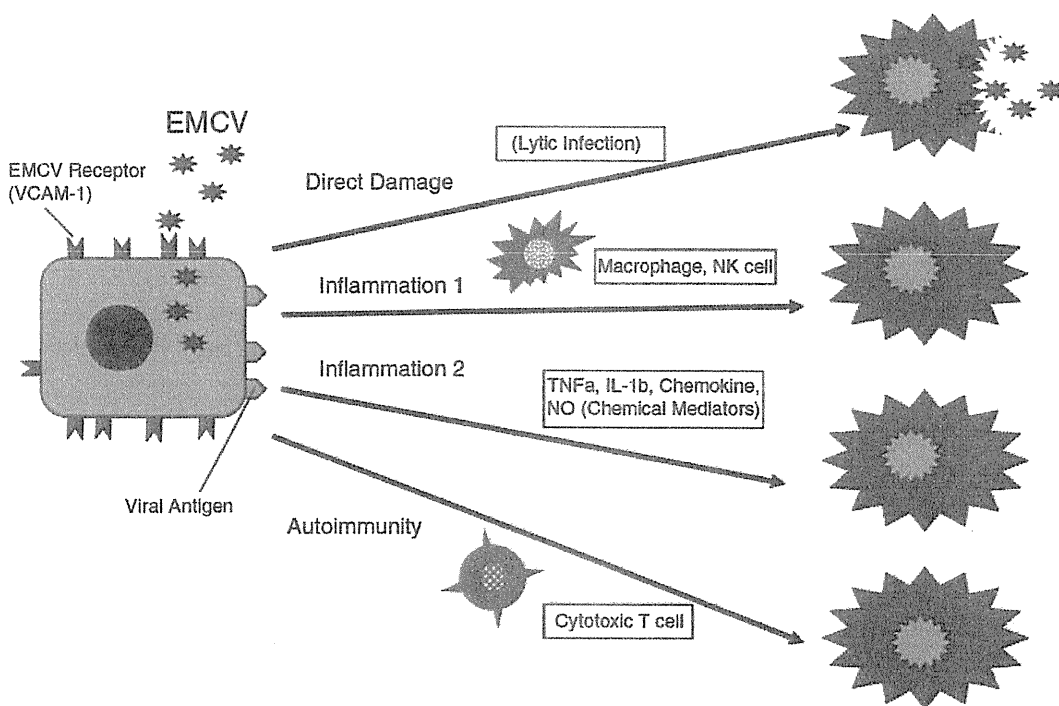 EMCV
EMCV Receptor
(VCAM-1)
(Lytic Infection)
Direct Damage
Macrophage, NK cell
Inflammation 1
Inflammation 2
TNFa, IL-1b, Chemokine,
NO (Chemical Mediators)
Viral Antigen
Autoimmunity
Cytotoxic T cell